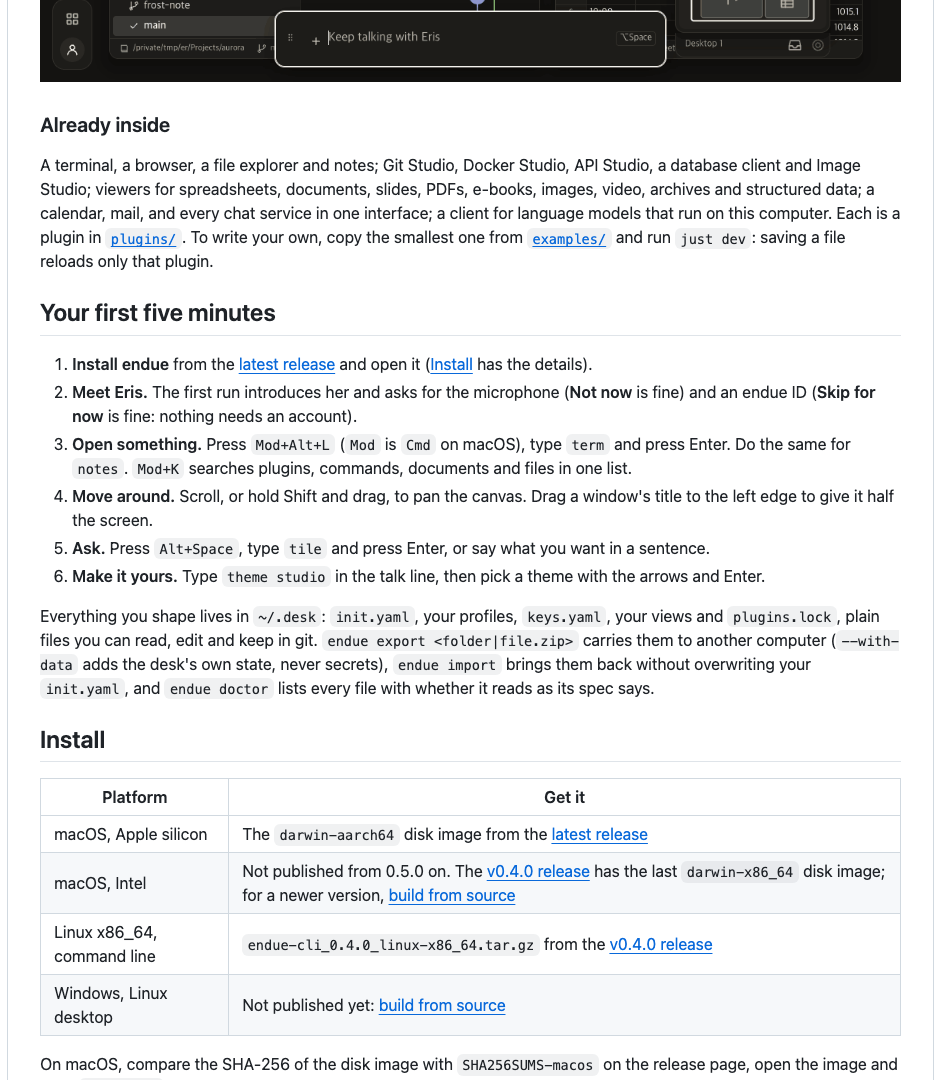 frost-note
main
/private/tmp/er/Projects/aurora
Keep talking with Eris
⌥Space
Desktop 1
1015.1
1014.8
Already inside
A terminal, a browser, a file explorer and notes; Git Studio, Docker Studio, API Studio, a database client and Image
Studio; viewers for spreadsheets, documents, slides, PDFs, e-books, images, video, archives and structured data; a
calendar, mail, and every chat service in one interface; a client for language models that run on this computer. Each is a
plugin in plugins/. To write your own, copy the smallest one from examples/ and run just dev: saving a file
reloads only that plugin.
Your first five minutes
1. Install endue from the latest release and open it (Install has the details).
2. Meet Eris. The first run introduces her and asks for the microphone (Not now is fine) and an endue ID (Skip for
now is fine: nothing needs an account).
3. Open something. Press Mod+Alt+L (Mod is Cmd on macOS), type term and press Enter. Do the same for
notes. Mod+K searches plugins, commands, documents and files in one list.
4. Move around. Scroll, or hold Shift and drag, to pan the canvas. Drag a window's title to the left edge to give it half
the screen.
5. Ask. Press Alt+Space, type tile and press Enter, or say what you want in a sentence.
6. Make it yours. Type theme studio in the talk line, then pick a theme with the arrows and Enter.
Everything you shape lives in ~/.desk: init.yaml, your profiles, keys.yaml, your views and plugins.lock, plain
files you can read, edit and keep in git. endue export <folder|file.zip> carries them to another computer (--with-
data adds the desk's own state, never secrets), endue import brings them back without overwriting your
init.yaml, and endue doctor lists every file with whether it reads as its spec says.
Install
Platform
Get it
macOS, Apple silicon
The darwin-aarch64 disk image from the latest release
macOS, Intel
Not published from 0.5.0 on. The v0.4.0 release has the last darwin-x86_64 disk image;
for a newer version, build from source
Linux x86_64,
command line
endue-cli_0.4.0_linux-x86_64.tar.gz from the v0.4.0 release
Windows, Linux
desktop
Not published yet: build from source
On macOS, compare the SHA-256 of the disk image with SHA256SUMS-macos on the release page, open the image and